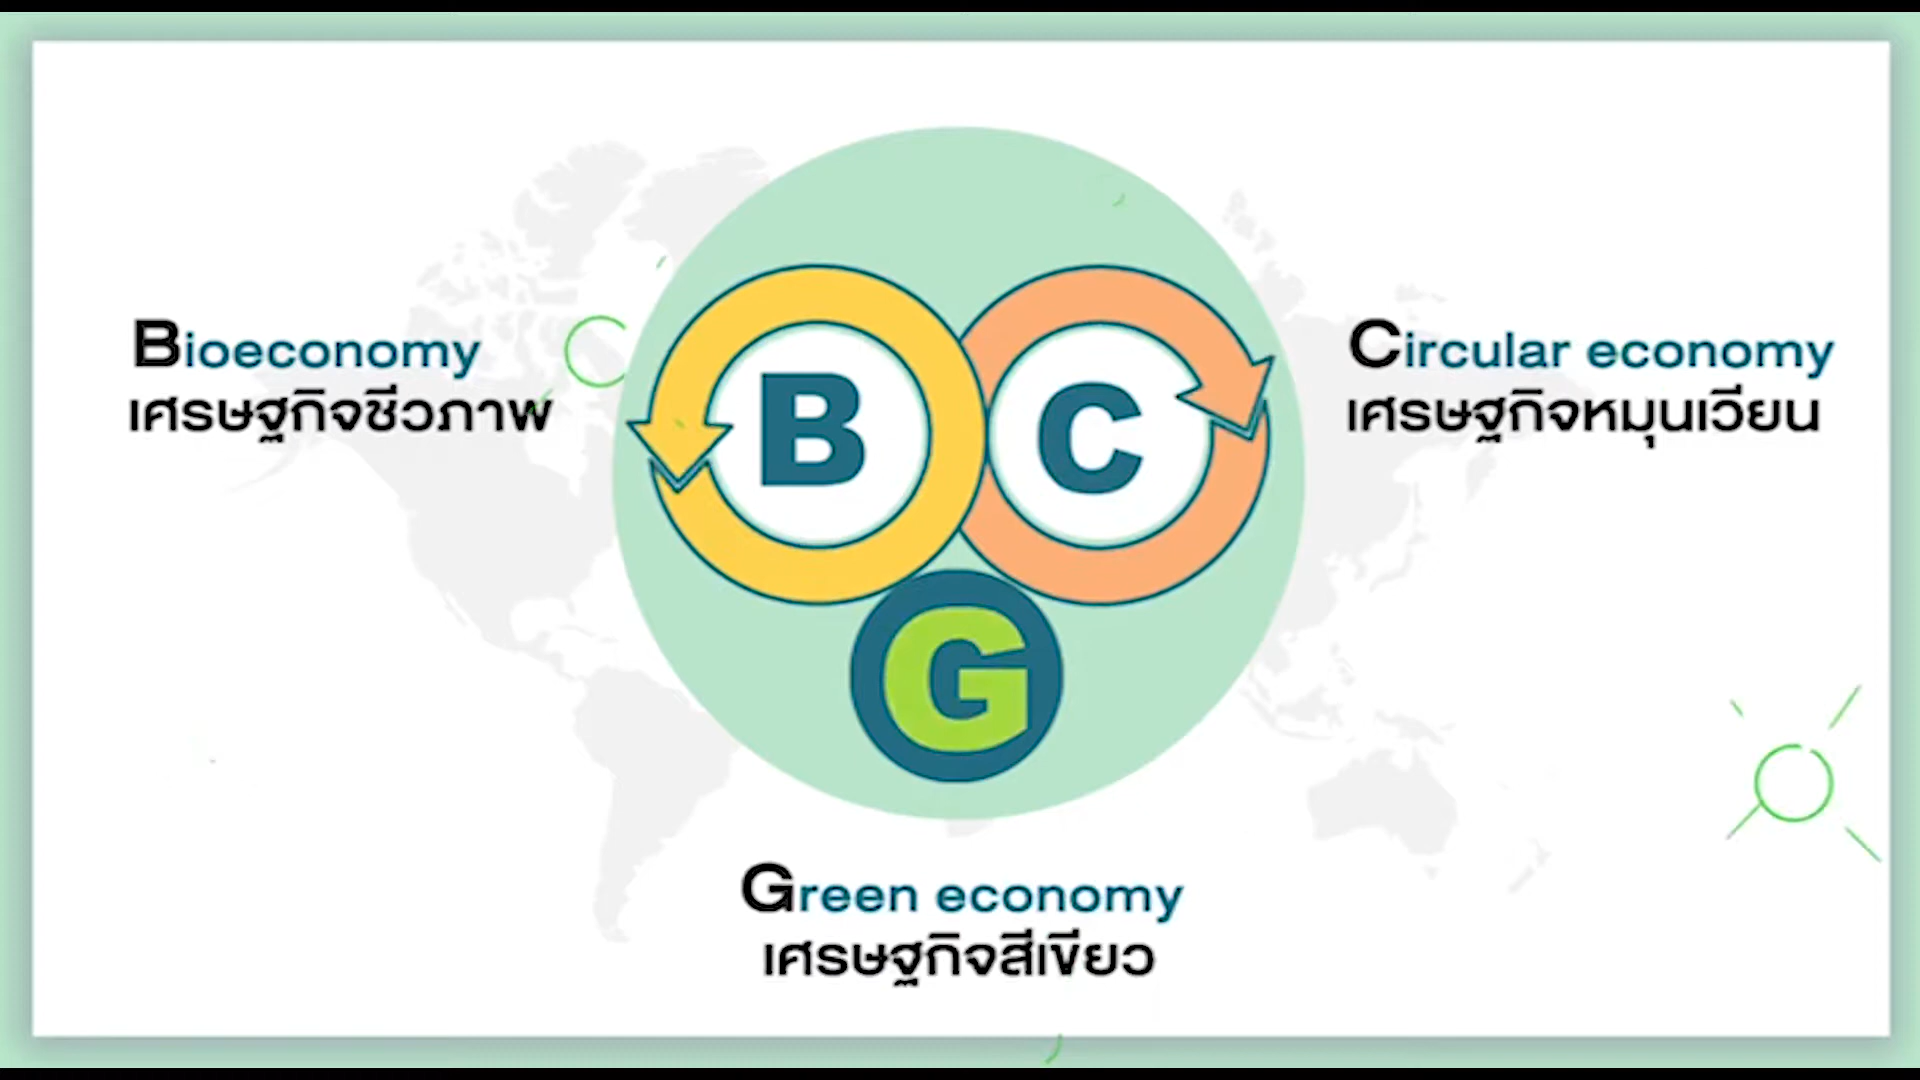 Bioeconomy
เศรษฐกิจชีวภาพ
B
C
Circular economy
เศรษฐกิจหมุนเวียน
G
Green economy
เศรษฐกิจสีเขียว